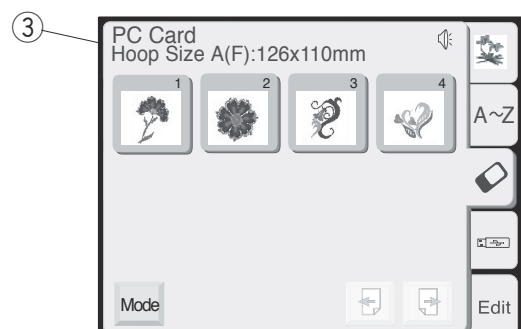 3
PC Card
Hoop Size A(F):126x110mm
1 2 3 4
A~Z
Mode
Edit